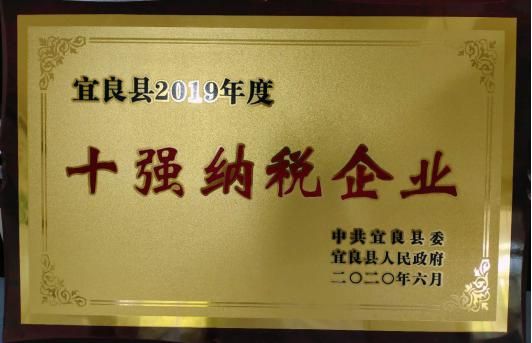 宜良县2019年度
十强纳税企业
中共宜良县委
宜良县人民政府
二〇二〇年六月